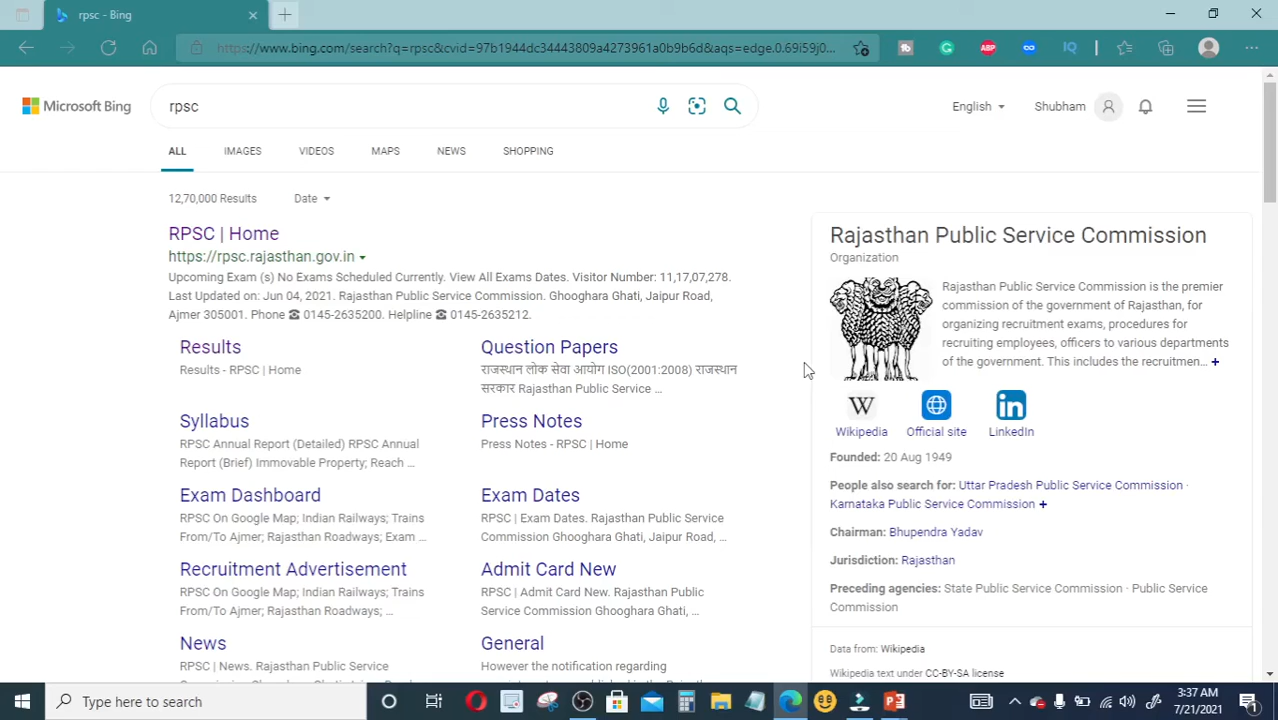 rpsc - Bing
https://www.bing.com/search?q=rpsc&cvid=97b1944dc34443809e4273961a0b9b6d&aqs=edge.0.69i59j0...
ABP
IQ
Microsoft Bing
rpsc
English
Shubham
ALL
IMAGES
VIDEOS
MAPS
NEWS
SHOPPING
12,70,000 Results
Date
RPSC | Home
https://rpsc.rajasthan.gov.in
Upcoming Exam (s) No Exams Scheduled Currently. View All Exams Dates. Visitor Number: 11,17,07,278.
Last Updated on: Jun 04, 2021. Rajasthan Public Service Commission. Ghooghara Ghati, Jaipur Road,
Ajmer 305001. Phone ☎ 0145-2635200. Helpline ☎ 0145-2635212.
Results
Results - RPSC | Home
Question Papers
राजस्थान लोक सेवा आयोग ISO(2001:2008) राजस्थान
सरकार Rajasthan Public Service ...
Syllabus
RPSC Annual Report (Detailed) RPSC Annual
Report (Brief) Immovable Property; Reach ...
Press Notes
Press Notes - RPSC | Home
Exam Dashboard
RPSC On Google Map; Indian Railways; Trains
From/To Ajmer; Rajasthan Roadways; Exam ...
Exam Dates
RPSC | Exam Dates. Rajasthan Public Service
Commission Ghooghara Ghati, Jaipur Road, ...
Recruitment Advertisement
RPSC On Google Map; Indian Railways; Trains
From/To Ajmer; Rajasthan Roadways; ...
Admit Card New
RPSC | Admit Card New. Rajasthan Public
Service Commission Ghooghara Ghati, ...
News
RPSC | News. Rajasthan Public Service
General
However the notification regarding
Rajasthan Public Service Commission
Organization
Rajasthan Public Service Commission is the premier
commission of the government of Rajasthan, for
organizing recruitment exams, procedures for
recruiting employees, officers to various departments
of the government. This includes the recruitmen... +
W
in
Wikipedia
Official site
LinkedIn
Founded: 20 Aug 1949
People also search for: Uttar Pradesh Public Service Commission ·
Karnataka Public Service Commission +
Chairman: Bhupendra Yadav
Jurisdiction: Rajasthan
Preceding agencies: State Public Service Commission · Public Service
Commission
Data from: Wikipedia
Wikipedia text under CC-BY-SA license
Type here to search
3:37 AM
7/21/2021